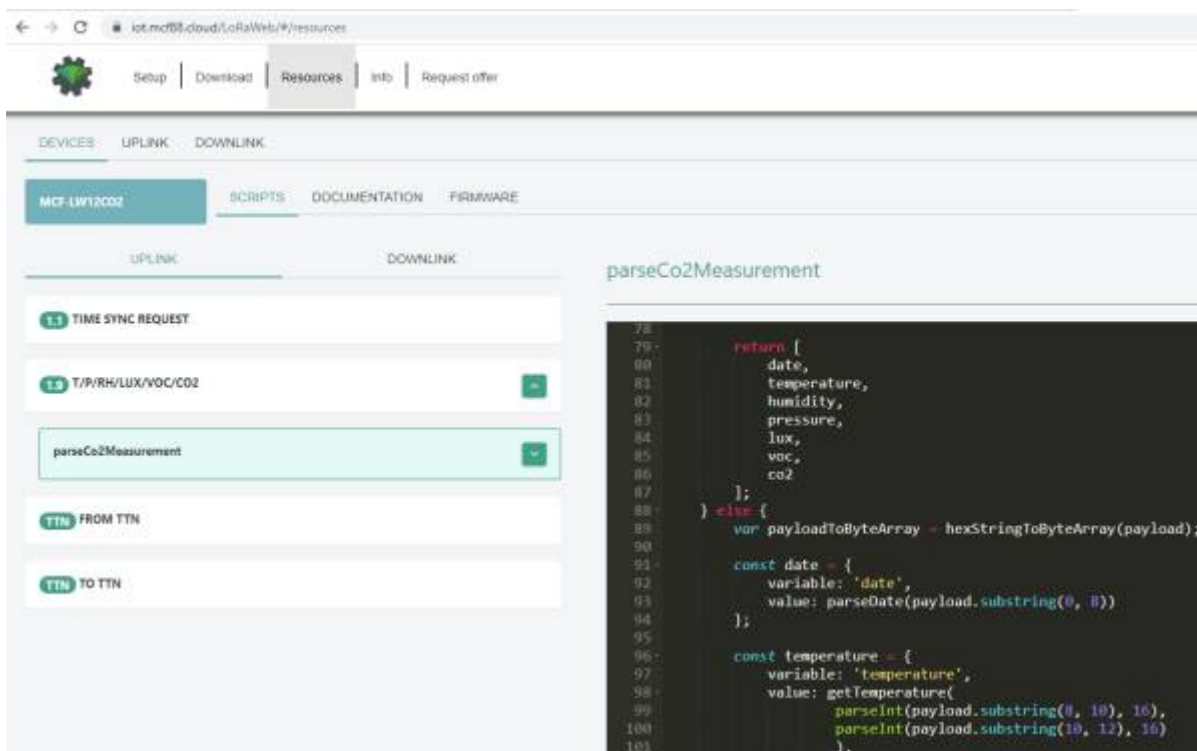 iot.mcf88.cloud/LoRaWeb/#/resources
Setup Download Resources Info Request offer
DEVICES UPLINK DOWNLINK
MCF-LW12CO2 SCRIPTS DOCUMENTATION FIRMWARE
UPLINK DOWNLINK
1.1 TIME SYNC REQUEST
1.9 T/P/RH/LUX/VOC/CO2
parseCo2Measurement
TTN FROM TTN
TTN TO TTN
parseCo2Measurement
78
79 return [
80 date,
81 temperature,
82 humidity,
83 pressure,
84 lux,
85 voc,
86 co2
87 ];
88 } else {
89 var payloadToByteArray = hexStringToByteArray(payload);
90
91 const date = {
92 variable: 'date',
93 value: parseDate(payload.substring(0, 8))
94 };
95
96 const temperature = {
97 variable: 'temperature',
98 value: getTemperature(
99 parseInt(payload.substring(8, 10), 16),
100 parseInt(payload.substring(10, 12), 16)
101 ),